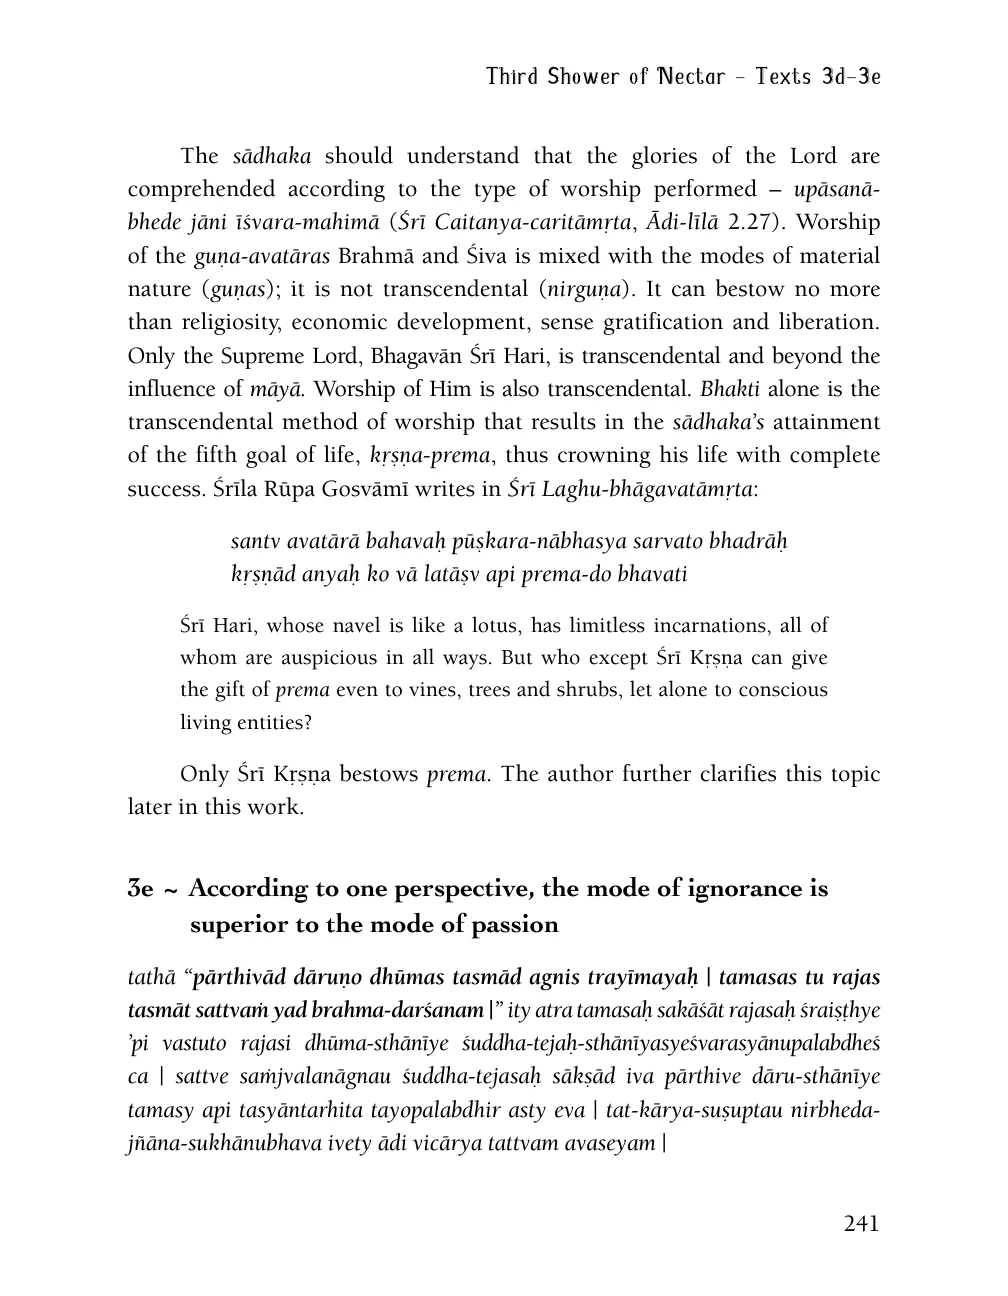 Third Shower of Nectar – Texts 3d–3e
The sādhaka should understand that the glories of the Lord are
comprehended according to the type of worship performed – upāsanā-
bhede jāni īśvara-mahimā (Śrī Caitanya-caritāmṛta, Ādi-līlā 2.27). Worship
of the guṇa-avatāras Brahmā and Śiva is mixed with the modes of material
nature (guṇas); it is not transcendental (nirguṇa). It can bestow no more
than religiosity, economic development, sense gratification and liberation.
Only the Supreme Lord, Bhagavān Śrī Hari, is transcendental and beyond the
influence of māyā. Worship of Him is also transcendental. Bhakti alone is the
transcendental method of worship that results in the sādhaka’s attainment
of the fifth goal of life, kṛṣṇa-prema, thus crowning his life with complete
success. Śrīla Rūpa Gosvāmī writes in Śrī Laghu-bhāgavatāmṛta:
santv avatārā bahavaḥ pūṣkara-nābhasya sarvato bhadrāḥ
kṛṣṇād anyaḥ ko vā latāṣv api prema-do bhavati
Śrī Hari, whose navel is like a lotus, has limitless incarnations, all of
whom are auspicious in all ways. But who except Śrī Kṛṣṇa can give
the gift of prema even to vines, trees and shrubs, let alone to conscious
living entities?
Only Śrī Kṛṣṇa bestows prema. The author further clarifies this topic
later in this work.
3e ~ According to one perspective, the mode of ignorance is
superior to the mode of passion
tathā “pārthivād dāruṇo dhūmas tasmād agnis trayīmayaḥ | tamasas tu rajas
tasmāt sattvaṁ yad brahma-darśanam |” ity atra tamasaḥ sakāśāt rajasaḥ śraiṣṭhye
’pi vastuto rajasi dhūma-sthānīye śuddha-tejaḥ-sthānīyasyeśvarasyānupalabdheś
ca | sattve saṁjvalanāgnau śuddha-tejasaḥ sākṣād iva pārthive dāru-sthānīye
tamasy api tasyāntarhita tayopalabdhir asty eva | tat-kārya-suṣuptau nirbheda-
jñāna-sukhānubhava ivety ādi vicārya tattvam avaseyam |
241